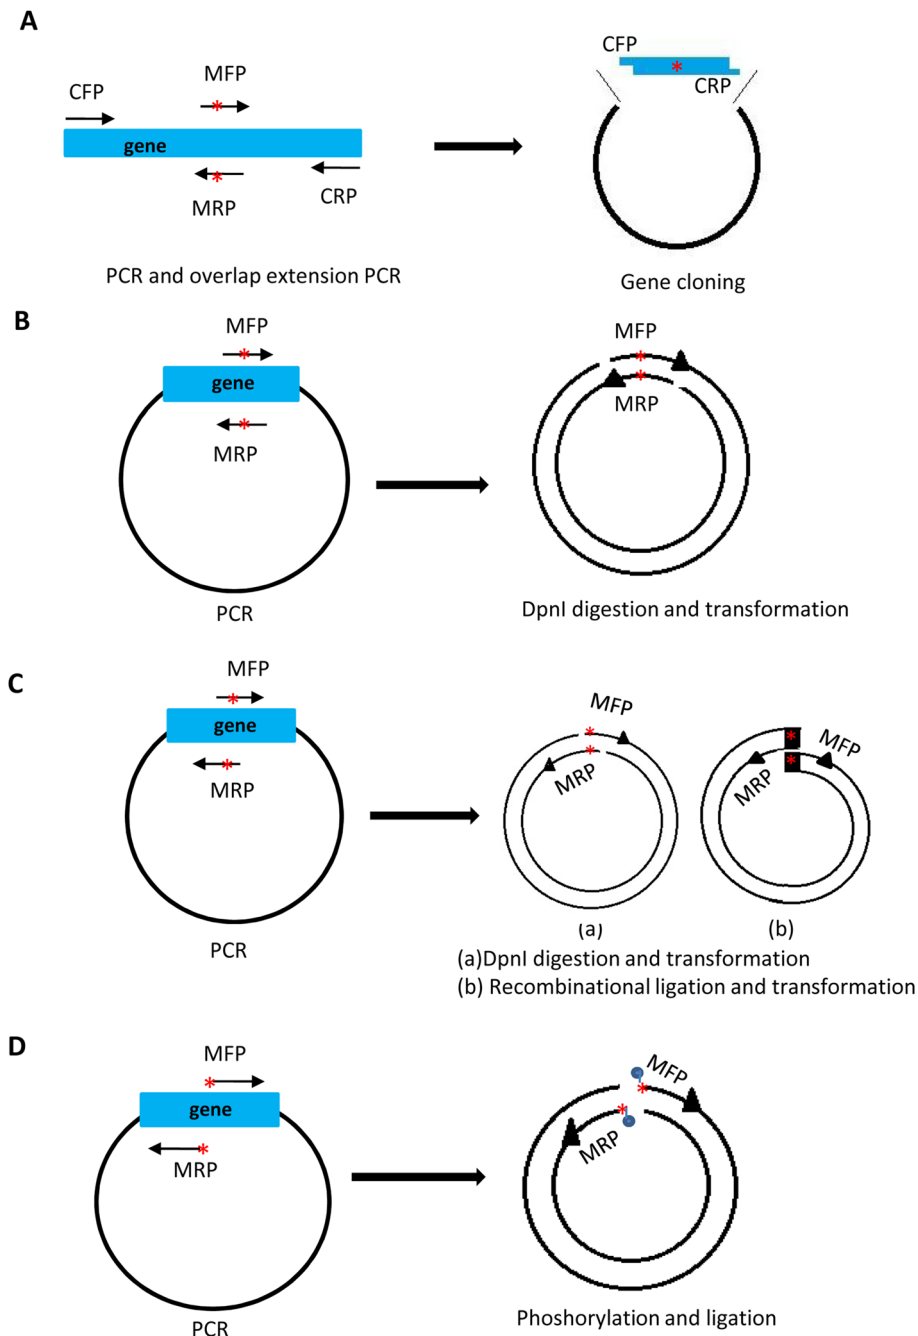 A
CFP
MFP
gene
MRP
CRP
PCR and overlap extension PCR
CFP
CRP
Gene cloning
B
MFP
gene
MRP
PCR
MFP
MRP
DpnI digestion and transformation
C
MFP
gene
MRP
PCR
MFP
MRP
(a)
MFP
MRP
(b)
(a)DpnI digestion and transformation
(b) Recombinational ligation and transformation
D
MFP
gene
MRP
PCR
MFP
MRP
Phoshorylation and ligation